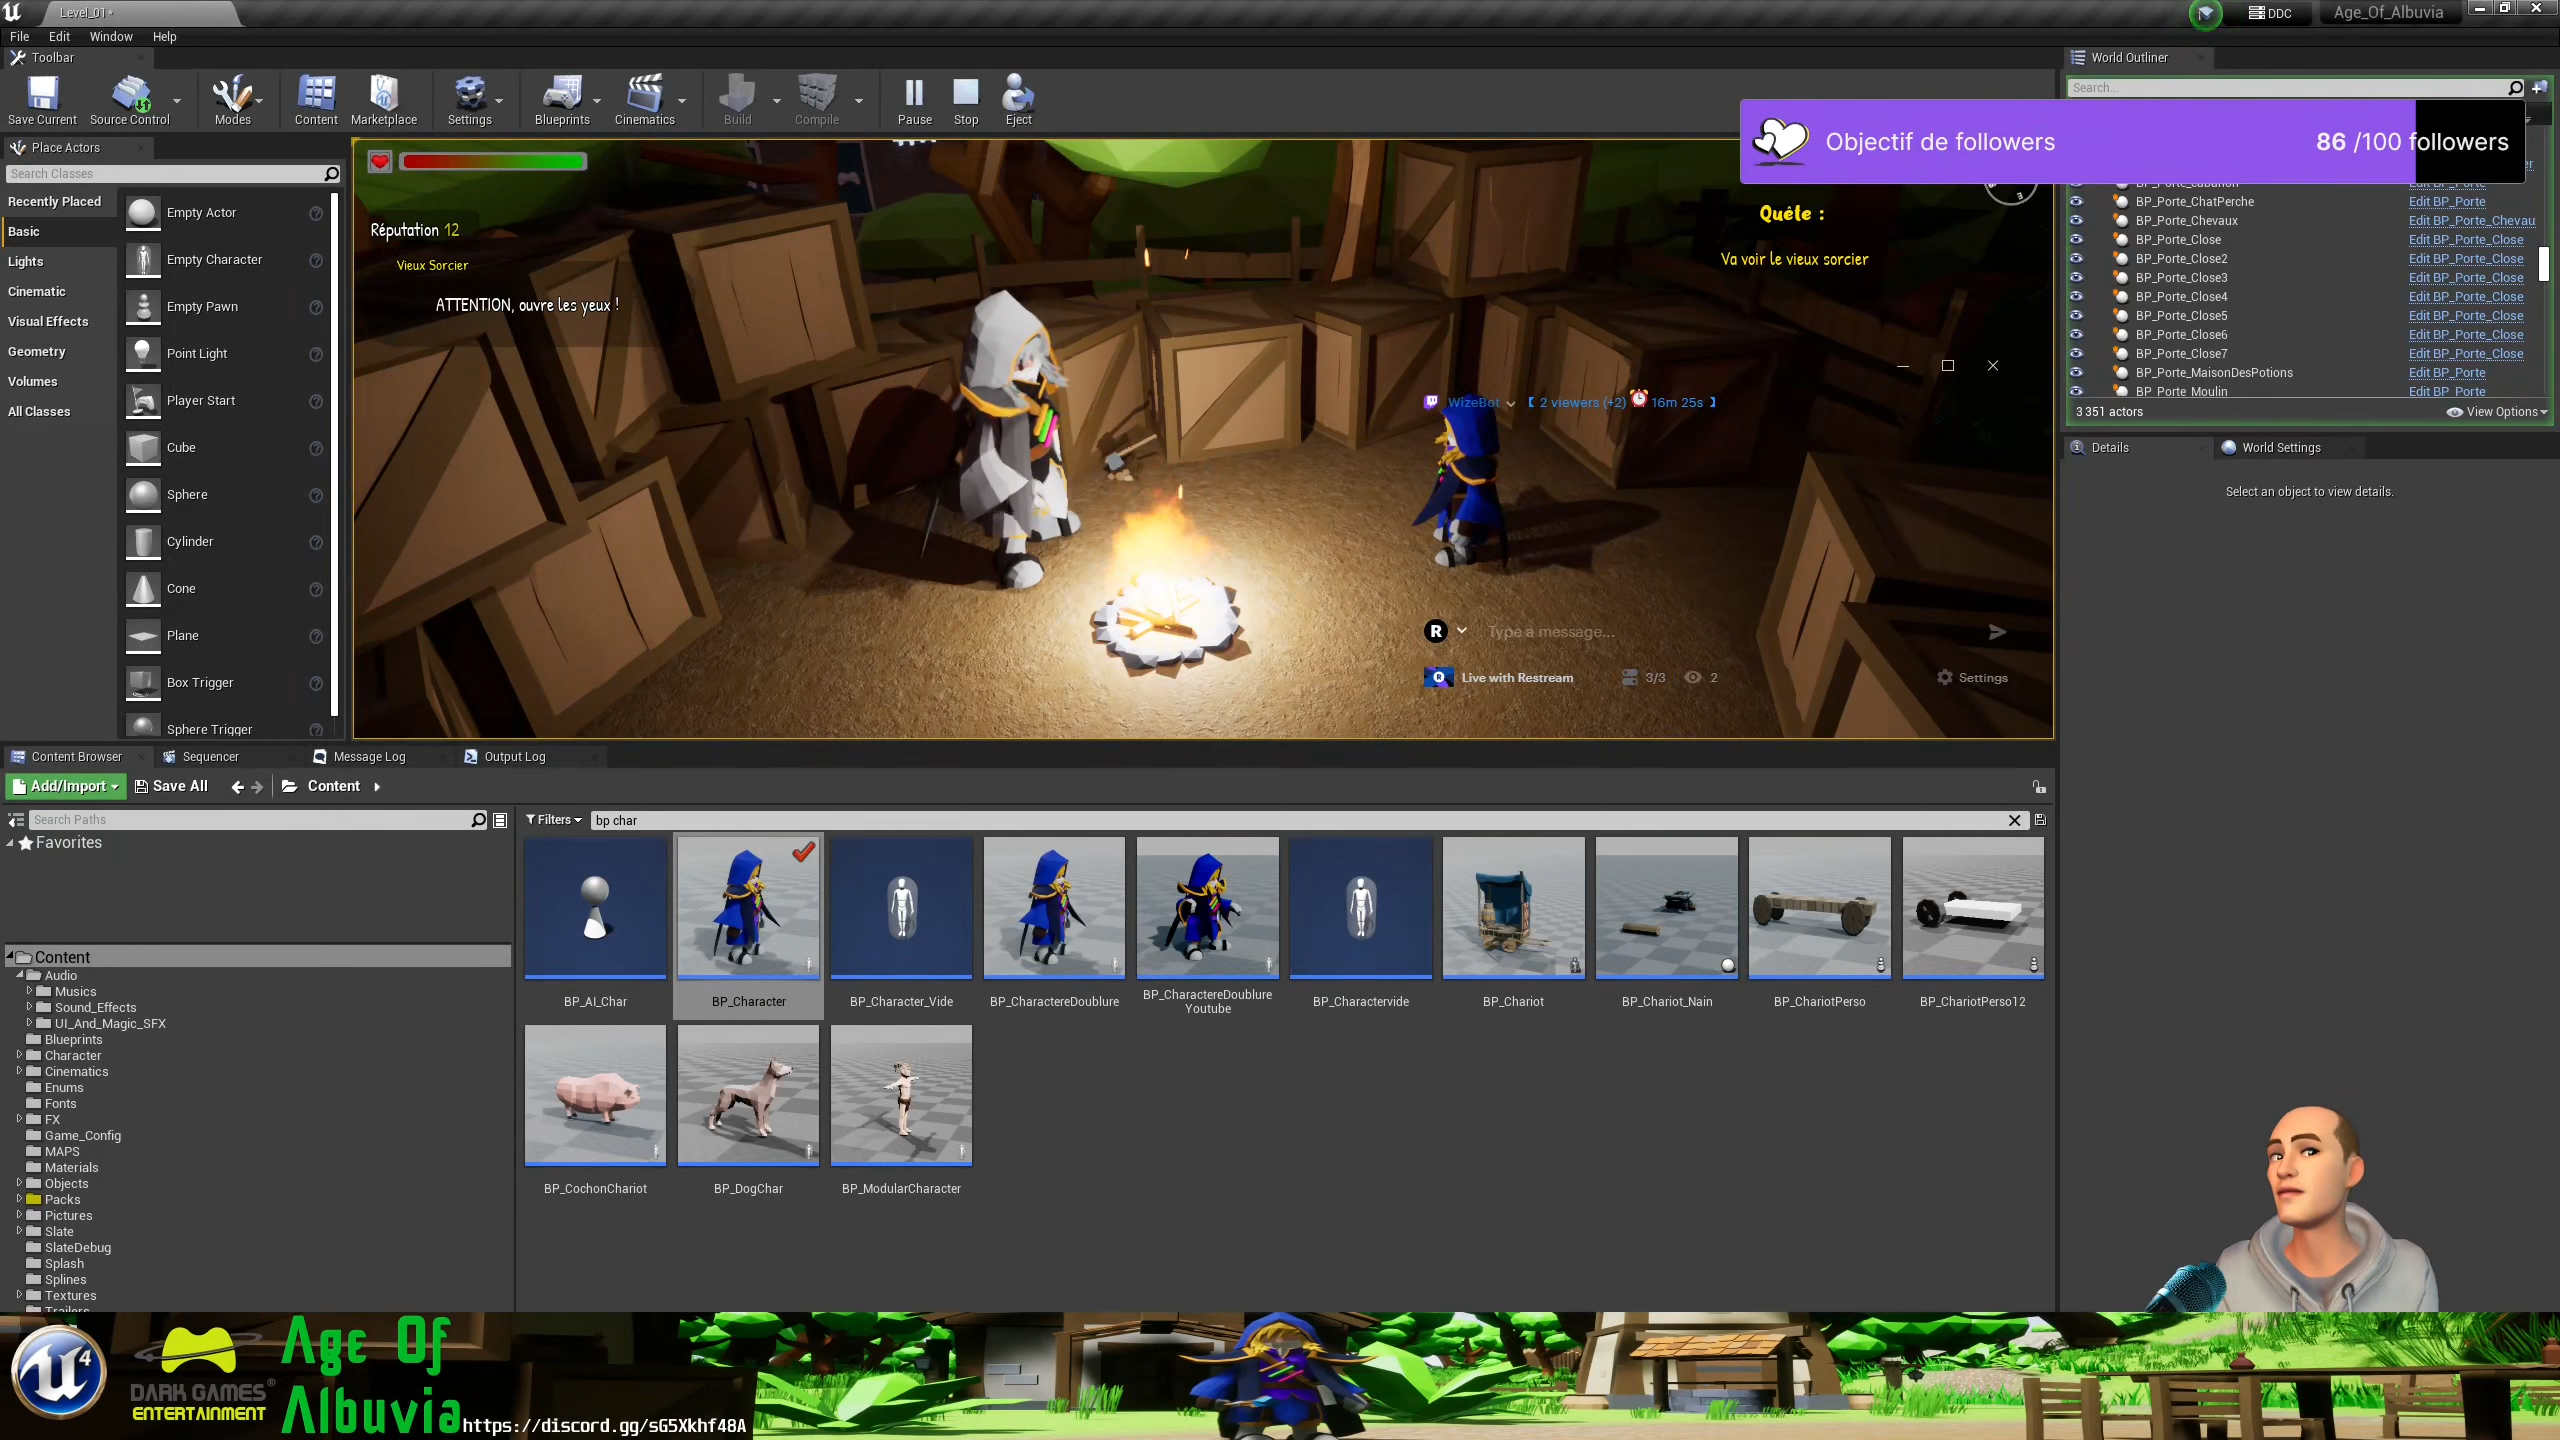 Level_01*
DDC
Age_Of_Albuvia
File Edit Window Help
Toolbar
World Outliner
Save Current
Source Control
Modes
Content
Marketplace
Settings
Blueprints
Cinematics
Build
Compile
Pause
Stop
Eject
Search...
Objectif de followers
86 /100 followers
Place Actors
Search Classes
Recently Placed
Basic
Lights
Cinematic
Visual Effects
Geometry
Volumes
All Classes
Empty Actor
Empty Character
Empty Pawn
Point Light
Player Start
Cube
Sphere
Cylinder
Cone
Plane
Box Trigger
Sphere Trigger
Réputation 12
Vieux Sorcier
ATTENTION, ouvre les yeux !
Quête :
Va voir le vieux sorcier
WizeBot
【 2 viewers (+2) ⏰ 16m 25s 】
R
Type a message...
Live with Restream
3/3
2
Settings
BP_Porte_ChatPerche Edit BP_Porte
BP_Porte_Chevaux Edit BP_Porte_Chevau
BP_Porte_Close Edit BP_Porte_Close
BP_Porte_Close2 Edit BP_Porte_Close
BP_Porte_Close3 Edit BP_Porte_Close
BP_Porte_Close4 Edit BP_Porte_Close
BP_Porte_Close5 Edit BP_Porte_Close
BP_Porte_Close6 Edit BP_Porte_Close
BP_Porte_Close7 Edit BP_Porte_Close
BP_Porte_MaisonDesPotions Edit BP_Porte
BP_Porte_Moulin Edit BP_Porte
3 351 actors
View Options
Details
World Settings
Select an object to view details.
Content Browser
Sequencer
Message Log
Output Log
Add/Import
Save All
Content
Search Paths
Filters
bp char
Favorites
Content
Audio
Musics
Sound_Effects
UI_And_Magic_SFX
Blueprints
Character
Cinematics
Enums
Fonts
FX
Game_Config
MAPS
Materials
Objects
Packs
Pictures
Slate
SlateDebug
Splash
Splines
Textures
Trailers
BP_AI_Char
BP_Character
BP_Character_Vide
BP_CharactereDoublure
BP_CharactereDoublure
Youtube
BP_Charactervide
BP_Chariot
BP_Chariot_Nain
BP_ChariotPerso
BP_ChariotPerso12
BP_CochonChariot
BP_DogChar
BP_ModularCharacter
4
DARK GAMES
ENTERTAINMENT
Age Of
Albuvia
https://discord.gg/sG5Xkhf48A